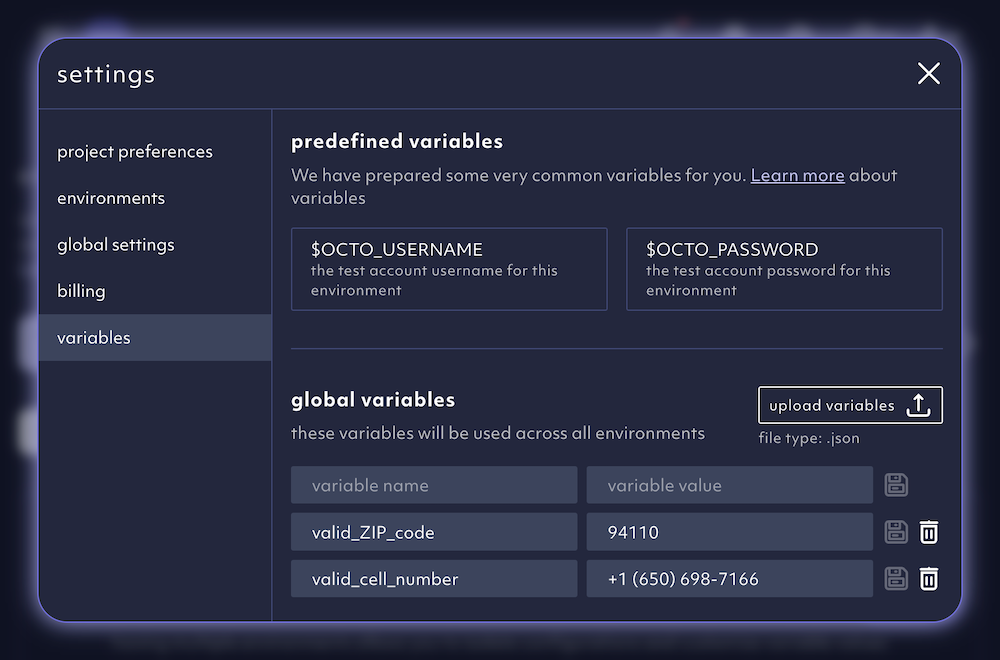 settings
project preferences
environments
global settings
billing
variables
predefined variables
We have prepared some very common variables for you. Learn more about
variables
$OCTO_USERNAME
the test account username for this
environment
$OCTO_PASSWORD
the test account password for this
environment
global variables
these variables will be used across all environments
upload variables
file type: .json
variable name
variable value
valid_ZIP_code
94110
valid_cell_number
+1 (650) 698-7166